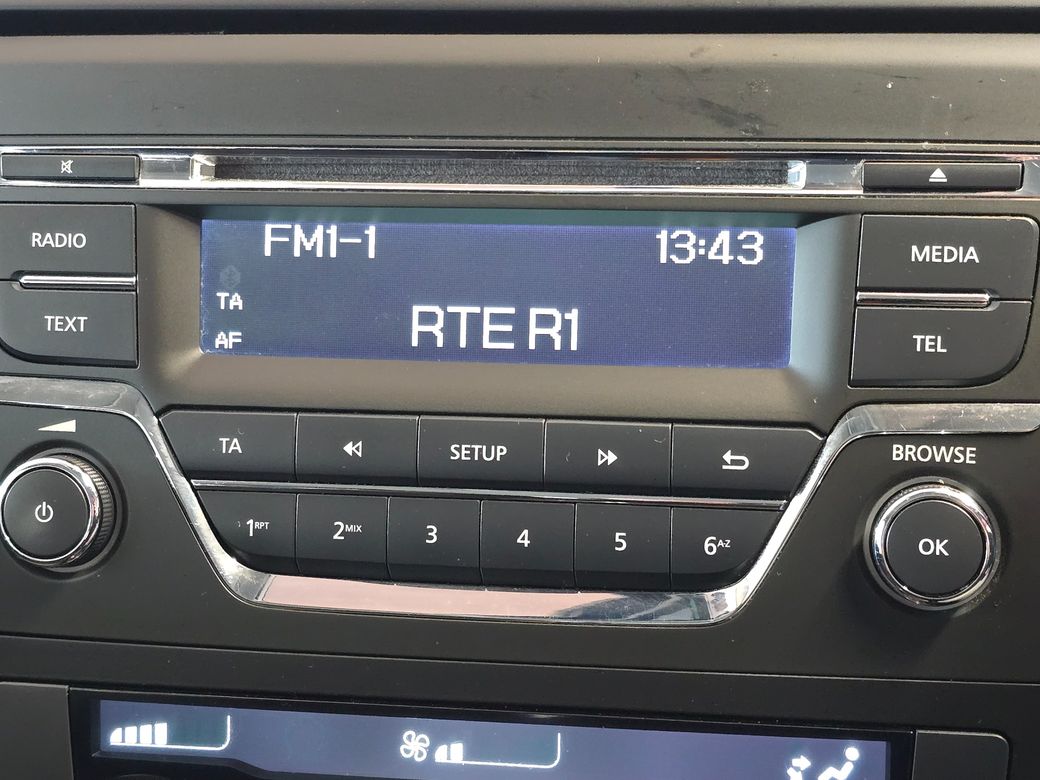 RADIO
TEXT
FM1-1
13:43
TA
AF
RTE R1
MEDIA
TEL
TA
SETUP
BROWSE
1RPT
2MIX
3
4
5
6A-Z
OK